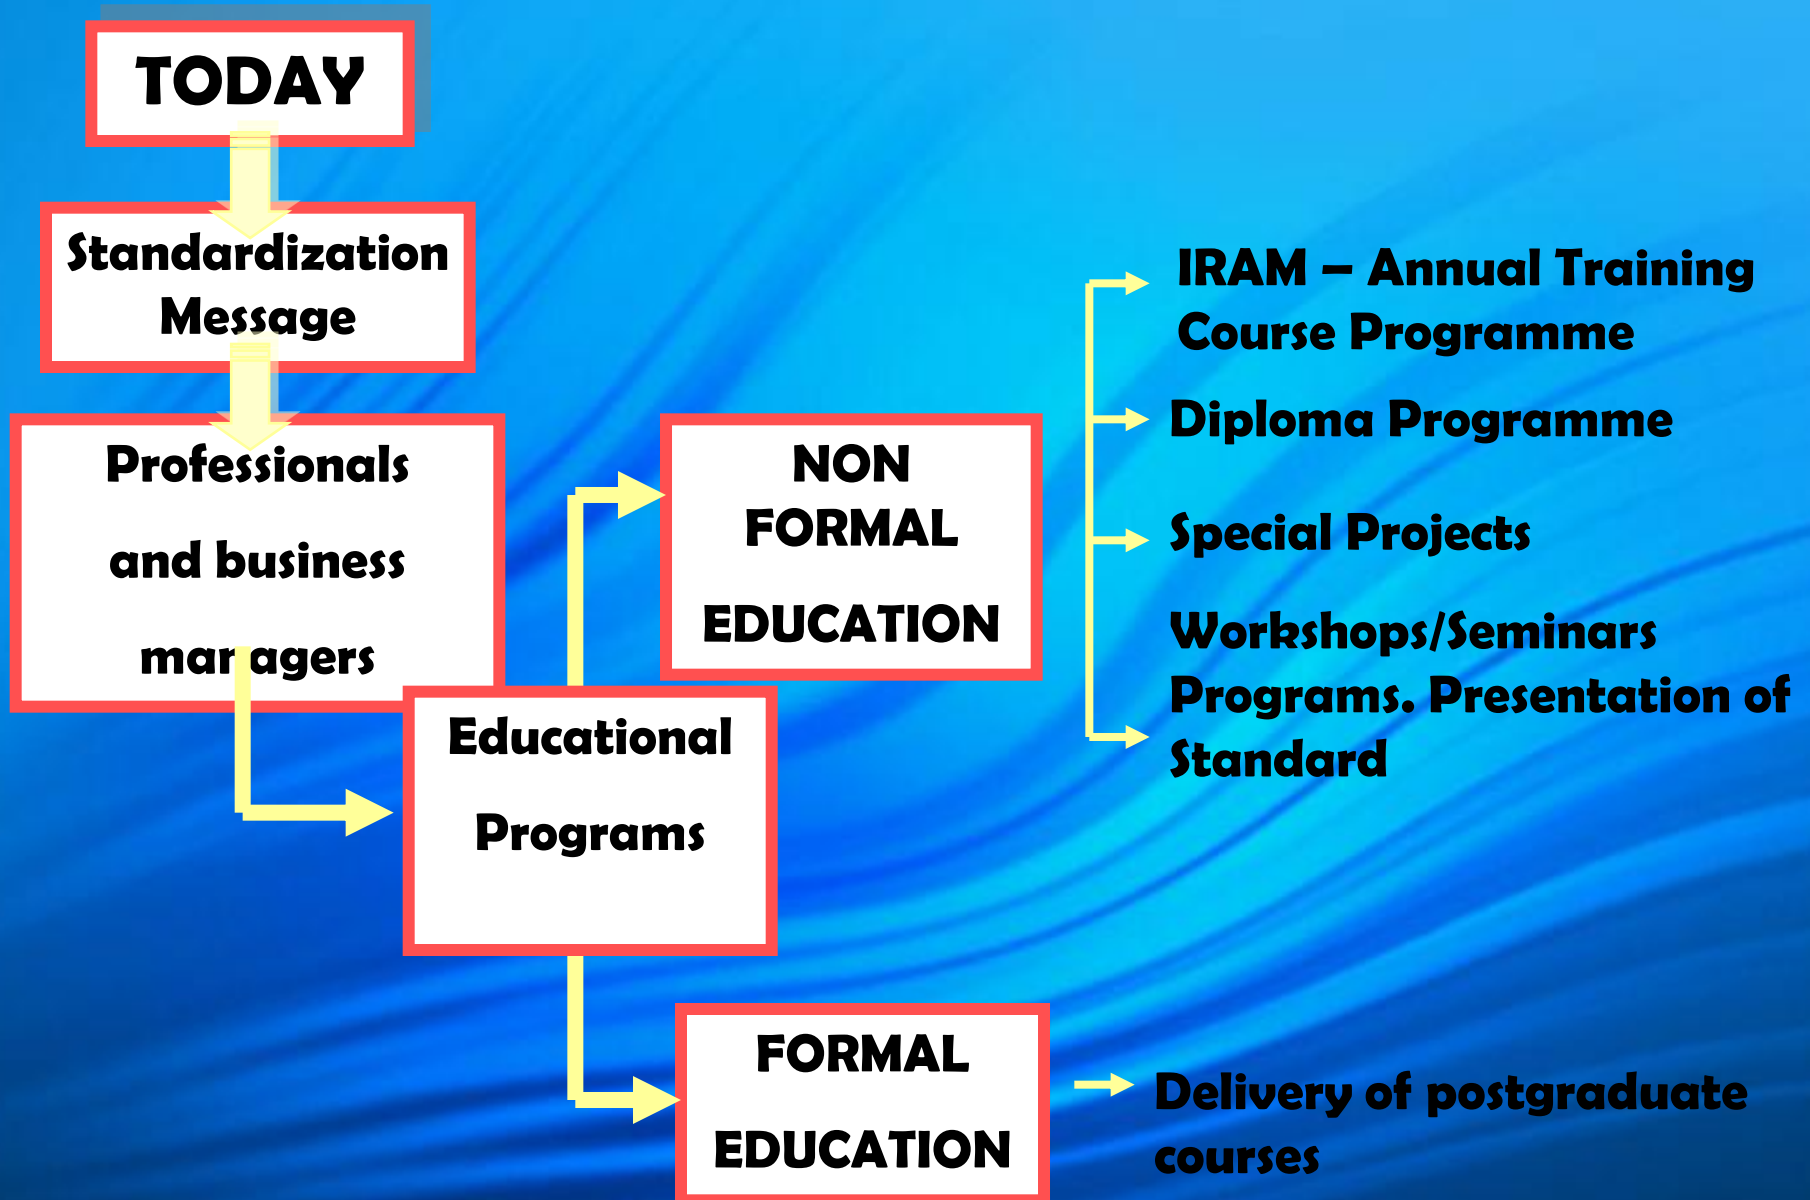 TODAY
Standardization
Message
Professionals
and business
managers
Educational
Programs
NON
FORMAL
EDUCATION
IRAM – Annual Training
Course Programme
Diploma Programme
Special Projects
Workshops/Seminars
Programs. Presentation of
Standard
FORMAL
EDUCATION
Delivery of postgraduate
courses